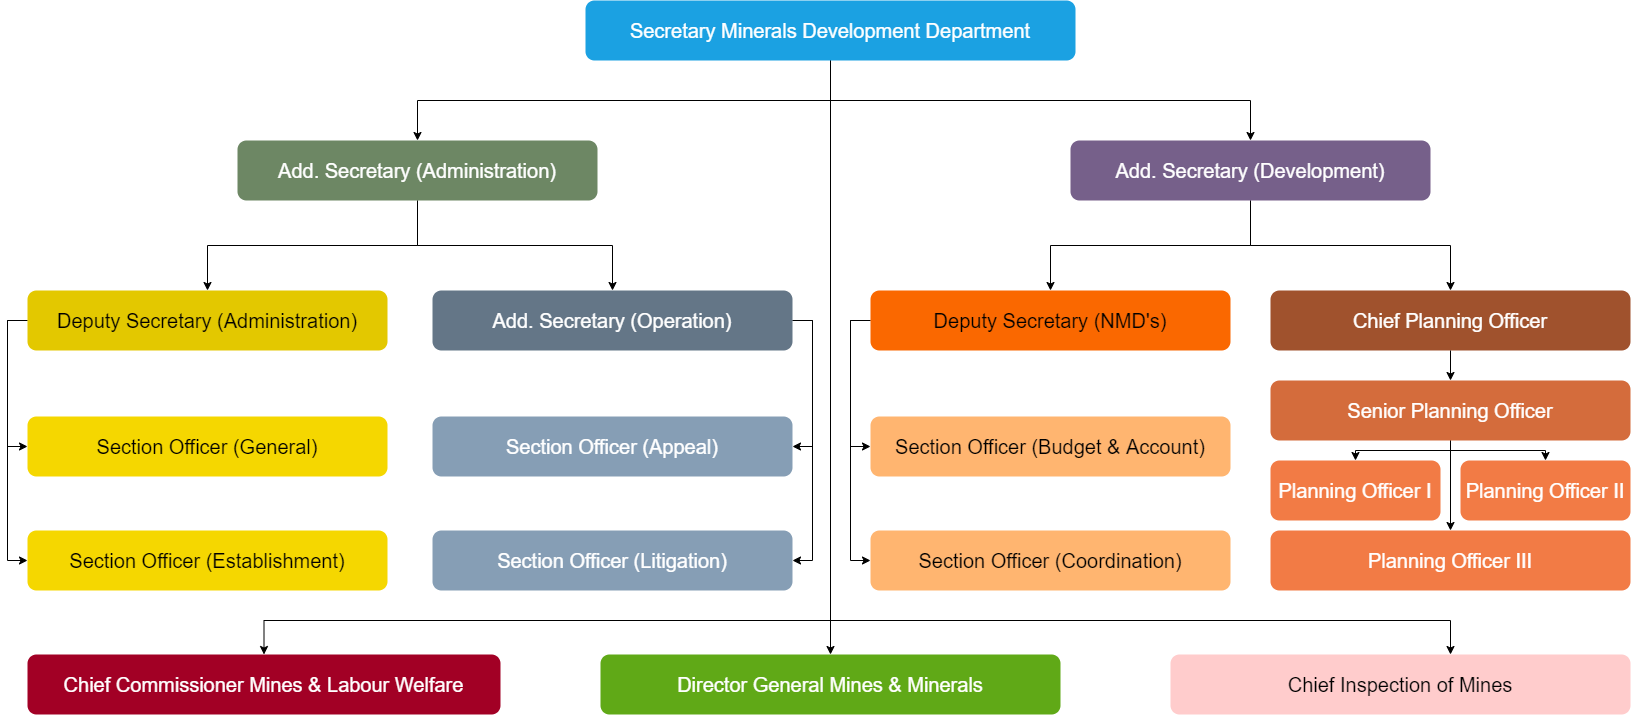 Secretary Minerals Development Department
Add. Secretary (Administration)
Add. Secretary (Development)
Deputy Secretary (Administration)
Add. Secretary (Operation)
Deputy Secretary (NMD's)
Chief Planning Officer
Senior Planning Officer
Section Officer (General)
Section Officer (Appeal)
Section Officer (Budget & Account)
Planning Officer I
Planning Officer II
Section Officer (Establishment)
Section Officer (Litigation)
Section Officer (Coordination)
Planning Officer III
Chief Commissioner Mines & Labour Welfare
Director General Mines & Minerals
Chief Inspection of Mines